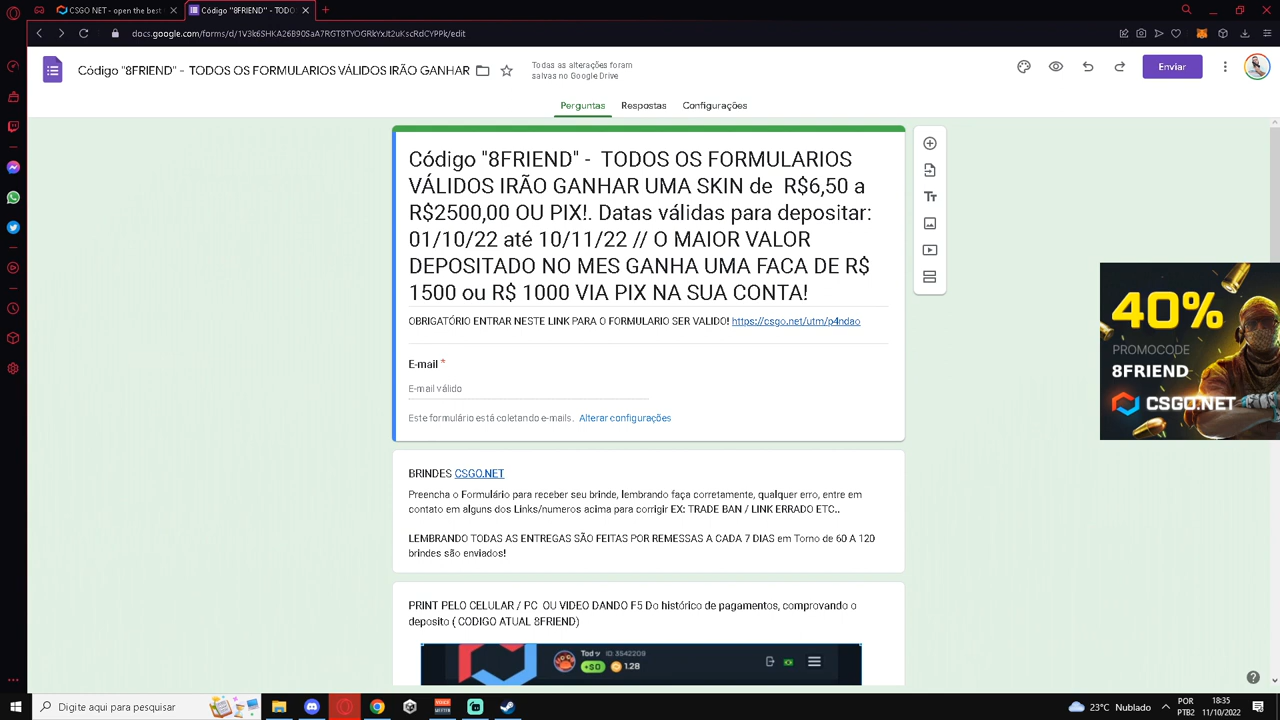 CSGO NET - open the best
Código "8FRIEND" - TODO
docs.google.com/forms/d/1V3k6SHKA26B90SaA7RGT8TYOGRkYxJt2uKscRdCYPPk/edit
Código "8FRIEND" - TODOS OS FORMULARIOS VÁLIDOS IRÃO GANHAR
Todas as alterações foram
salvas no Google Drive
Enviar
Perguntas Respostas Configurações
Código "8FRIEND" - TODOS OS FORMULARIOS
VÁLIDOS IRÃO GANHAR UMA SKIN de R$6,50 a
R$2500,00 OU PIX!. Datas válidas para depositar:
01/10/22 até 10/11/22 // O MAIOR VALOR
DEPOSITADO NO MES GANHA UMA FACA DE R$
1500 ou R$ 1000 VIA PIX NA SUA CONTA!
OBRIGATÓRIO ENTRAR NESTE LINK PARA O FORMULARIO SER VALIDO! https://csgo.net/utm/p4ndao
E-mail *
E-mail válido
Este formulário está coletando e-mails. Alterar configurações
BRINDES CSGO.NET
Preencha o Formulário para receber seu brinde, lembrando faça corretamente, qualquer erro, entre em
contato em alguns dos Links/numeros acima para corrigir EX: TRADE BAN / LINK ERRADO ETC..
LEMBRANDO TODAS AS ENTREGAS SÃO FEITAS POR REMESSAS A CADA 7 DIAS em Torno de 60 A 120
brindes são enviados!
PRINT PELO CELULAR / PC OU VIDEO DANDO F5 Do histórico de pagamentos, comprovando o
deposito ( CODIGO ATUAL 8FRIEND)
Tody ID: 3542209
+$0 1.28
40%
PROMOCODE
8FRIEND
CSGO.NET
Digite aqui para pesquisar
23°C Nublado
POR
PTB2
18:35
11/10/2022